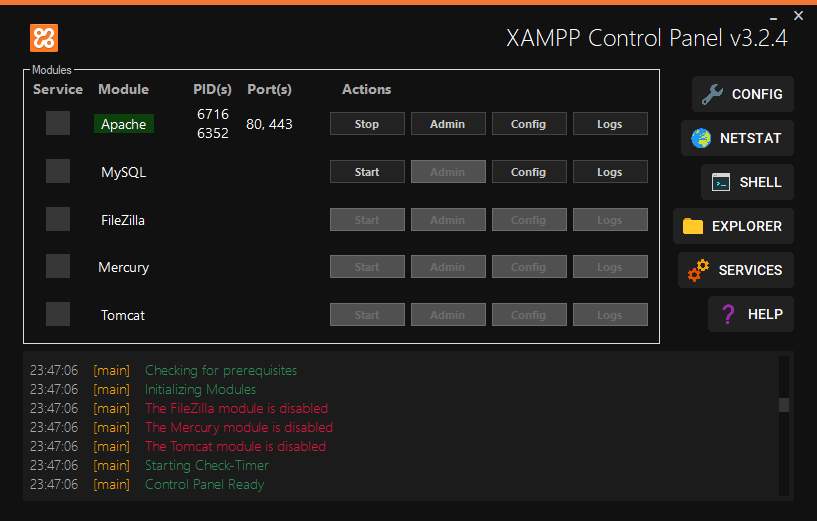 XAMPP Control Panel v3.2.4
Modules
Service Module PID(s) Port(s) Actions
Apache 6716 6352 80, 443 Stop Admin Config Logs
MySQL Start Admin Config Logs
FileZilla Start Admin Config Logs
Mercury Start Admin Config Logs
Tomcat Start Admin Config Logs
CONFIG
NETSTAT
SHELL
EXPLORER
SERVICES
HELP
23:47:06 [main] Checking for prerequisites
23:47:06 [main] Initializing Modules
23:47:06 [main] The FileZilla module is disabled
23:47:06 [main] The Mercury module is disabled
23:47:06 [main] The Tomcat module is disabled
23:47:06 [main] Starting Check-Timer
23:47:06 [main] Control Panel Ready